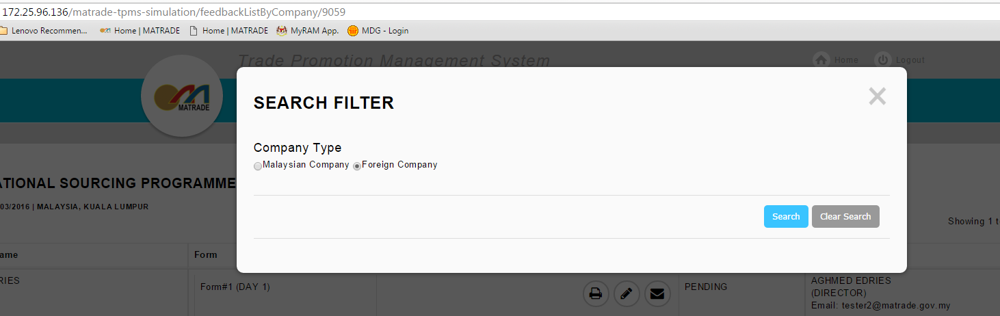 172.25.96.136/matrade-tpms-simulation/feedbackListByCompany/9059
Lenovo Recommen... Home | MATRADE Home | MATRADE MyRAM App. MDG - Login
Trade Promotion Management System
Home Logout
MATRADE
SEARCH FILTER
Company Type
Malaysian Company Foreign Company
ATIONAL SOURCING PROGRAMME
03/2016 | MALAYSIA, KUALA LUMPUR
Search Clear Search
Showing 1 t
ame Form
RIES
Form#1 (DAY 1)
PENDING
AGHMED EDRIES
(DIRECTOR)
Email: tester2@matrade.gov.my